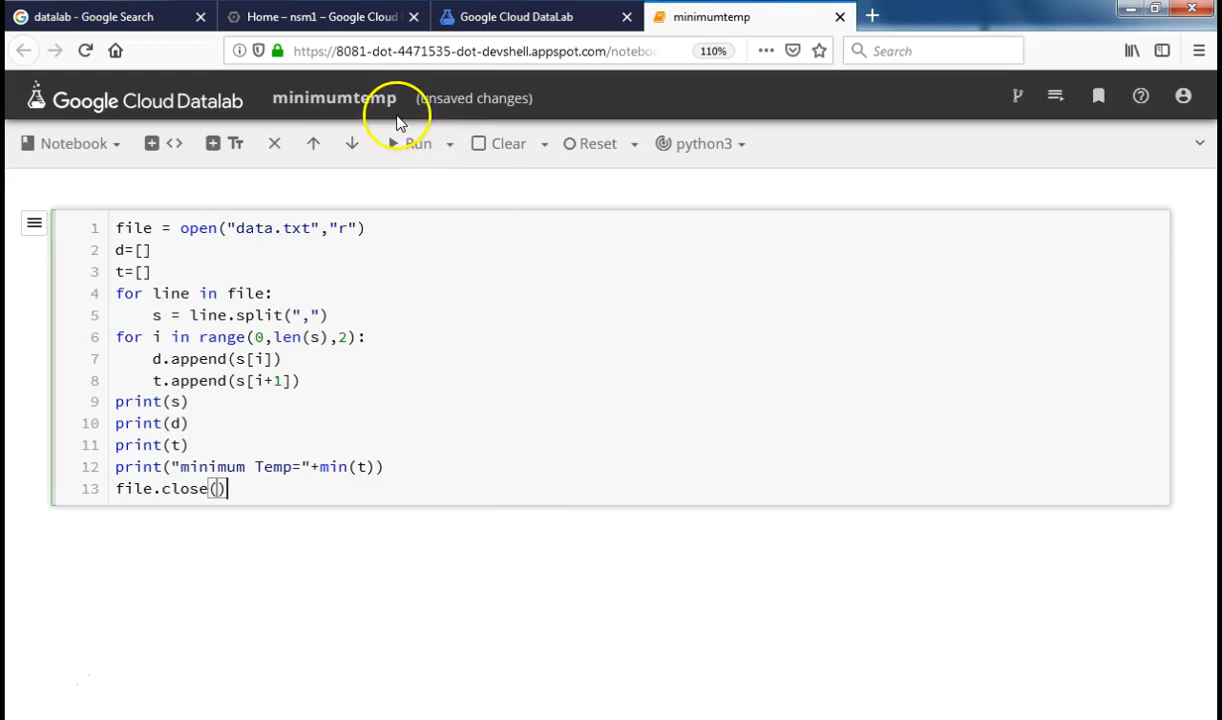 datalab - Google Search
Home – nsm1 – Google Cloud
Google Cloud DataLab
minimumtemp
https://8081-dot-4471535-dot-devshell.appspot.com/notebo
110%
Search
Google Cloud Datalab
minimumtemp
(unsaved changes)
Notebook
Tт
Run
Clear
Reset
python3
1 file = open("data.txt","r")
2 d=[]
3 t=[]
4 for line in file:
5 s = line.split(",")
6 for i in range(0,len(s),2):
7 d.append(s[i])
8 t.append(s[i+1])
9 print(s)
10 print(d)
11 print(t)
12 print("minimum Temp="+min(t))
13 file.close()